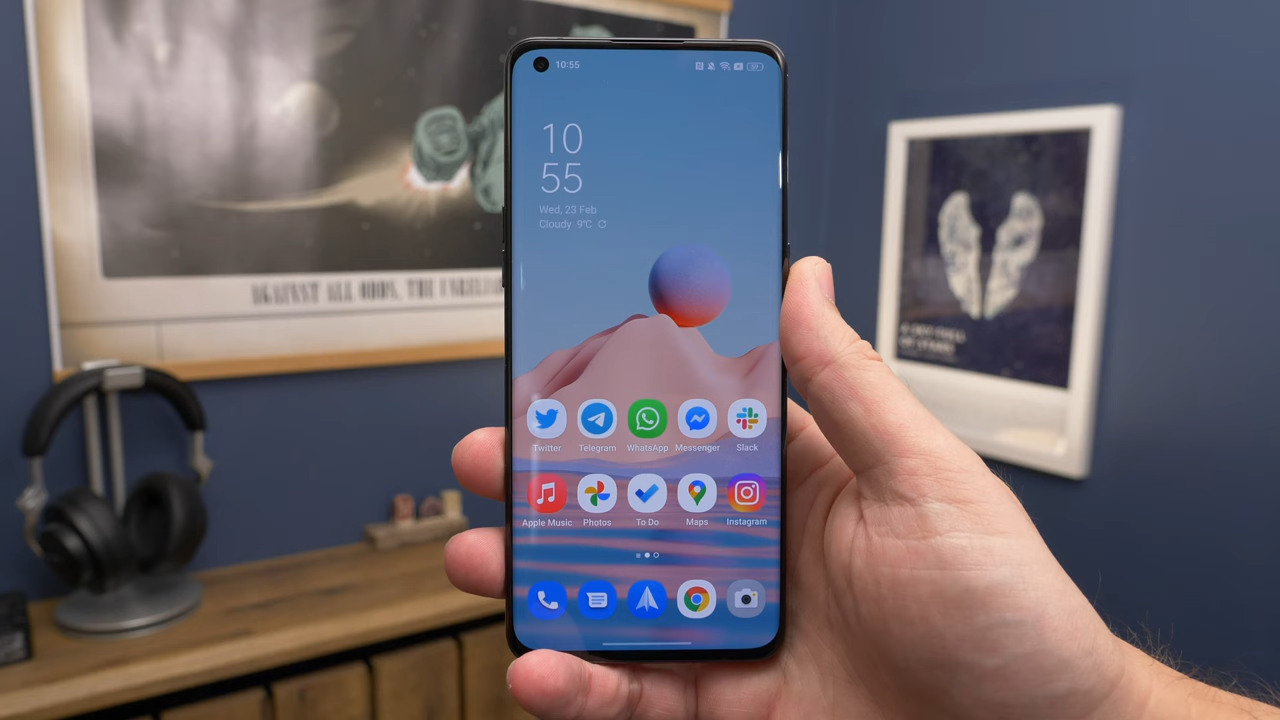 10:55
10
55
Wed, 23 Feb
Cloudy 9°C
AGAINST ALL ODDS, THE
Twitter
Telegram
WhatsApp
Messenger
Slack
Apple Music
Photos
To Do
Maps
Instagram